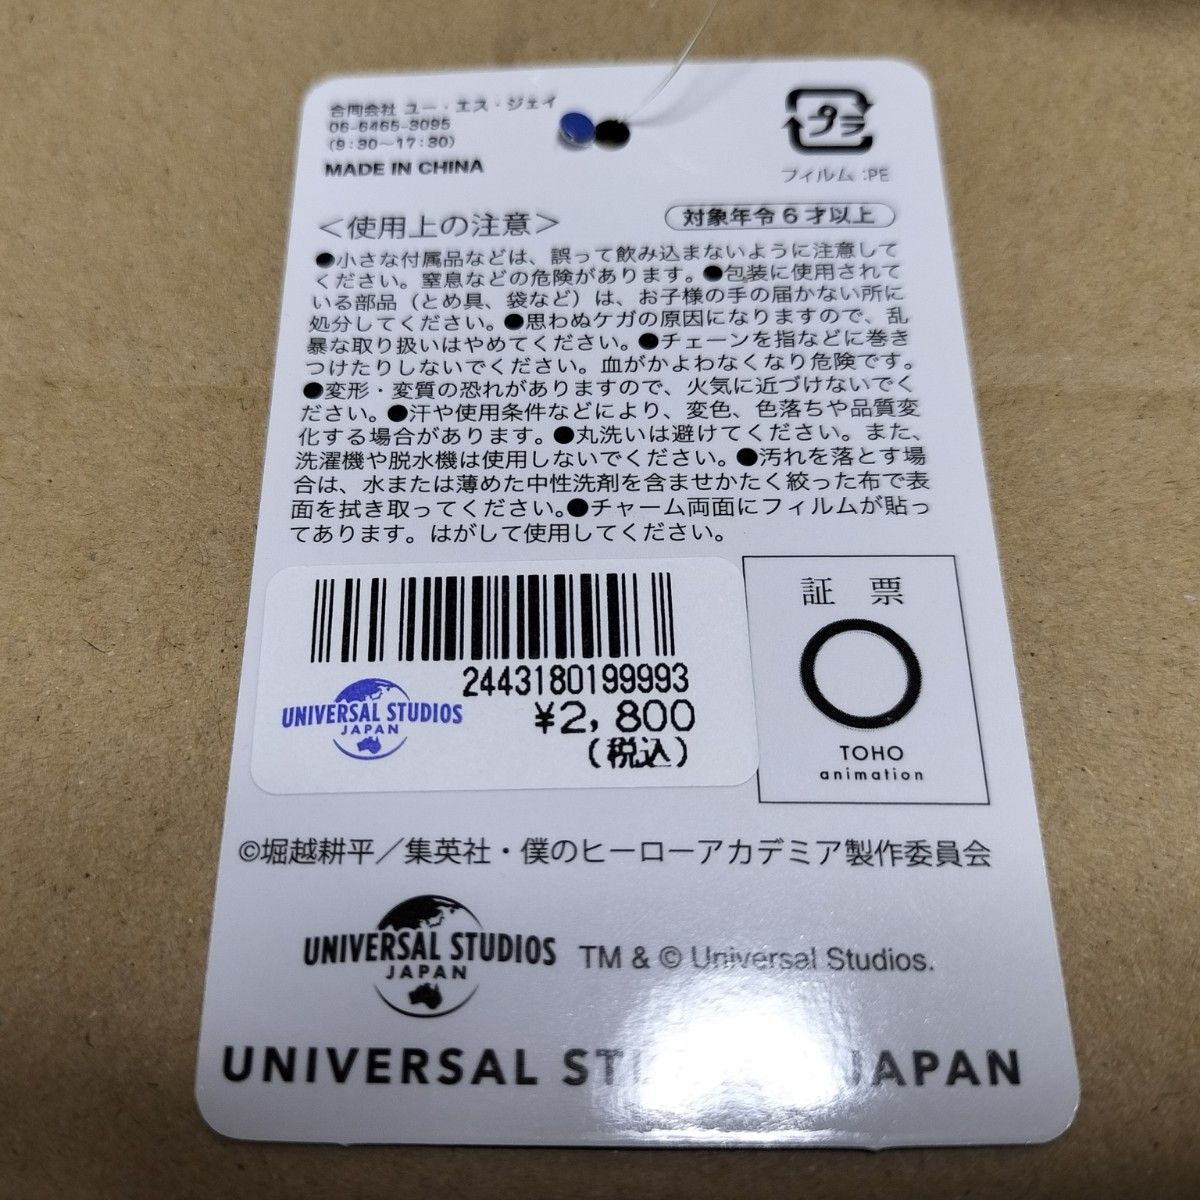 合同会社 ユー・エス・ジェイ
06-6465-3095
(9:30～17:30)
MADE IN CHINA
プラ
フィルム :PE
＜使用上の注意＞
対象年令6才以上
●小さな付属品などは、誤って飲み込まないように注意して
ください。窒息などの危険があります。●包装に使用されて
いる部品（とめ具、袋など）は、お子様の手の届かない所に
処分してください。●思わぬケガの原因になりますので、乱
暴な取り扱いはやめてください。●チェーンを指などに巻き
つけたりしないでください。血がかよわなくなり危険です。
●変形・変質の恐れがありますので、火気に近づけないでく
ださい。●汗や使用条件などにより、変色、色落ちや品質変
化する場合があります。●丸洗いは避けてください。また、
洗濯機や脱水機は使用しないでください。●汚れを落とす場
合は、水または薄めた中性洗剤を含ませかたく絞った布で表
面を拭き取ってください。●チャーム両面にフィルムが貼っ
てあります。はがして使用してください。
2443180199993
UNIVERSAL STUDIOS
JAPAN
¥2,800
(税込)
証 票
TOHO
animation
©堀越耕平／集英社・僕のヒーローアカデミア製作委員会
UNIVERSAL STUDIOS
JAPAN
TM & © Universal Studios.
UNIVERSAL ST JAPAN